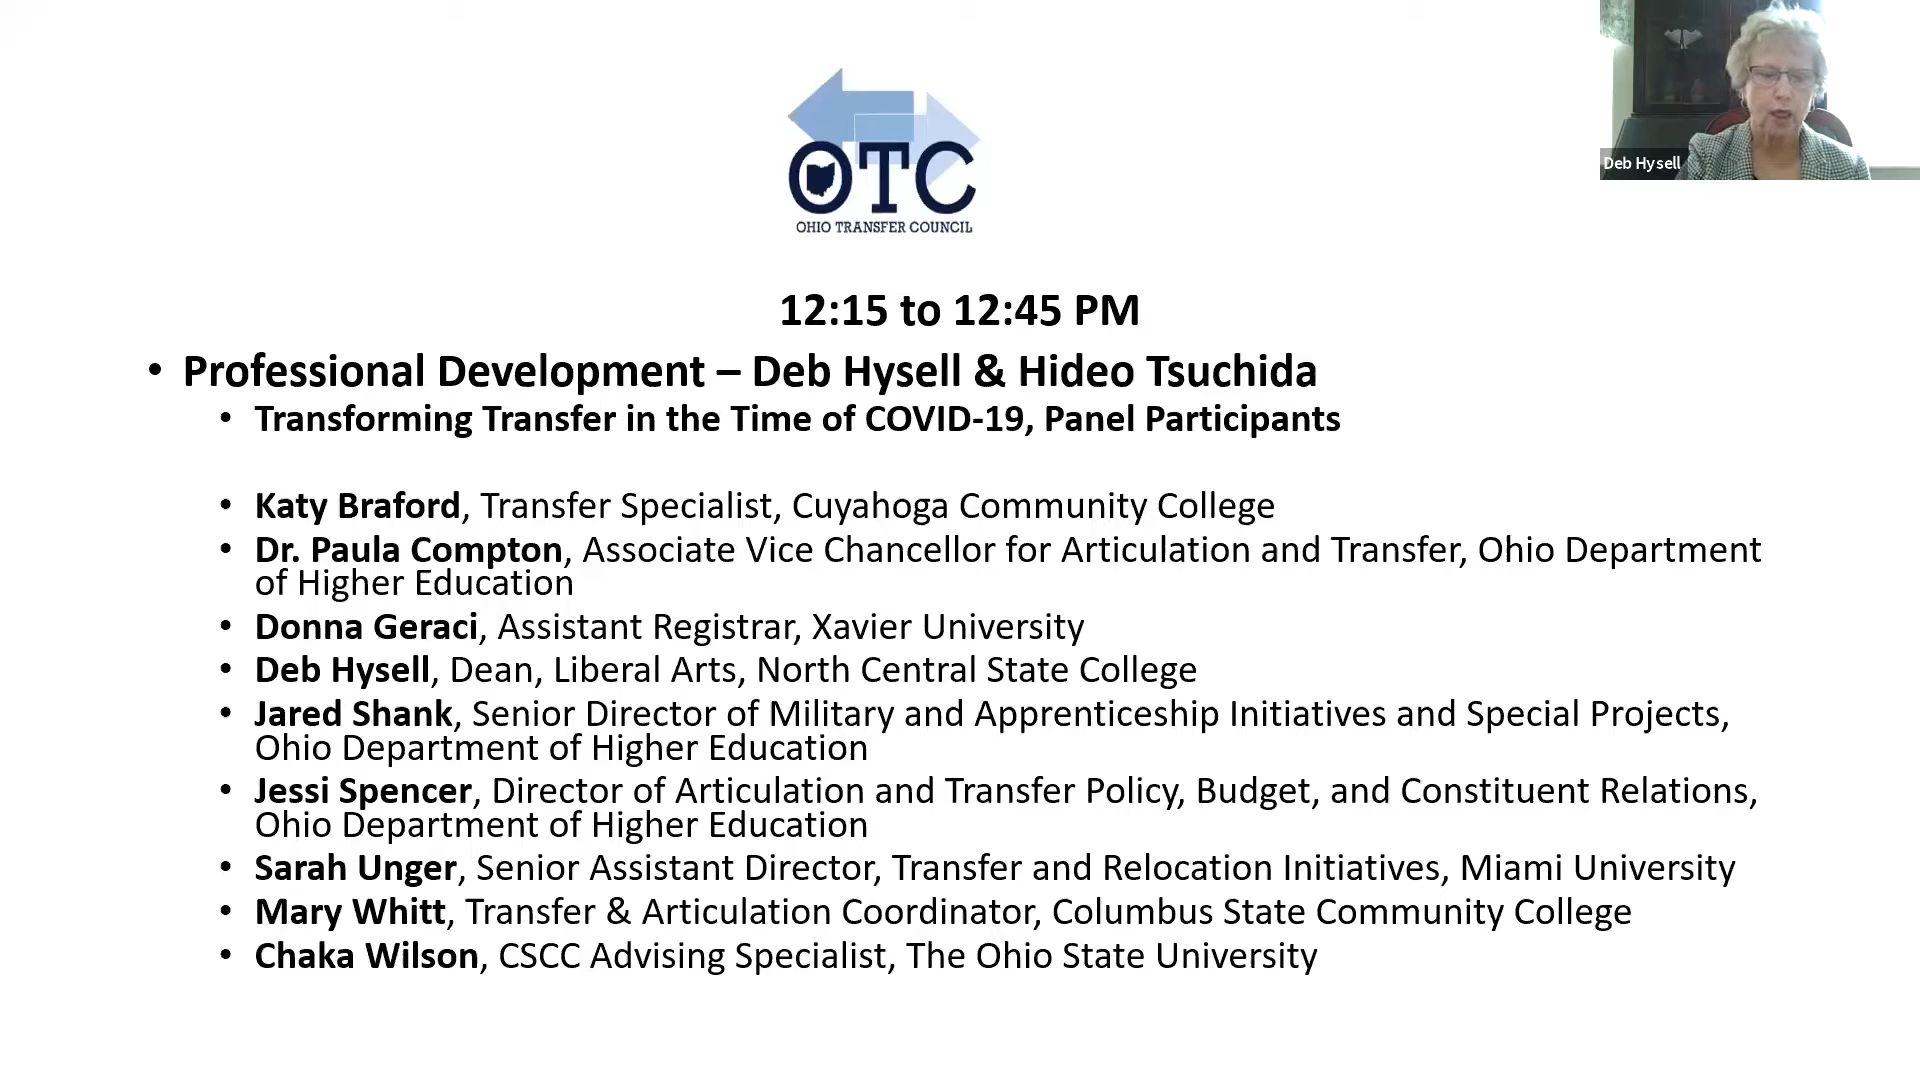 OTC
OHIO TRANSFER COUNCIL
Deb Hysell
12:15 to 12:45 PM
• Professional Development – Deb Hysell & Hideo Tsuchida
• Transforming Transfer in the Time of COVID-19, Panel Participants
• Katy Braford, Transfer Specialist, Cuyahoga Community College
• Dr. Paula Compton, Associate Vice Chancellor for Articulation and Transfer, Ohio Department
of Higher Education
• Donna Geraci, Assistant Registrar, Xavier University
• Deb Hysell, Dean, Liberal Arts, North Central State College
• Jared Shank, Senior Director of Military and Apprenticeship Initiatives and Special Projects,
Ohio Department of Higher Education
• Jessi Spencer, Director of Articulation and Transfer Policy, Budget, and Constituent Relations,
Ohio Department of Higher Education
• Sarah Unger, Senior Assistant Director, Transfer and Relocation Initiatives, Miami University
• Mary Whitt, Transfer & Articulation Coordinator, Columbus State Community College
• Chaka Wilson, CSCC Advising Specialist, The Ohio State University